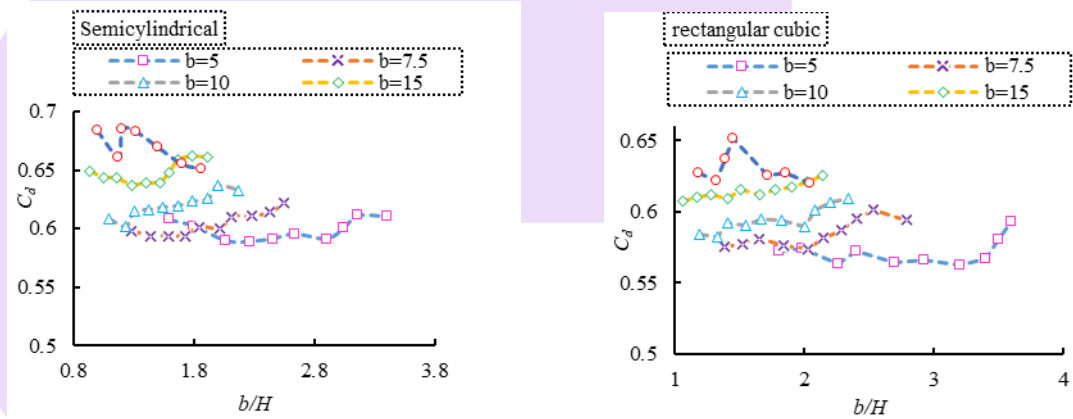 Semicylindrical
b=5 b=7.5
b=10 b=15
0.7
0.65
0.6
0.55
0.5
C_d
0.8 1.8 2.8 3.8
b/H
rectangular cubic
b=5 b=7.5
b=10 b=15
0.65
0.6
0.55
0.5
C_d
1 2 3 4
b/H